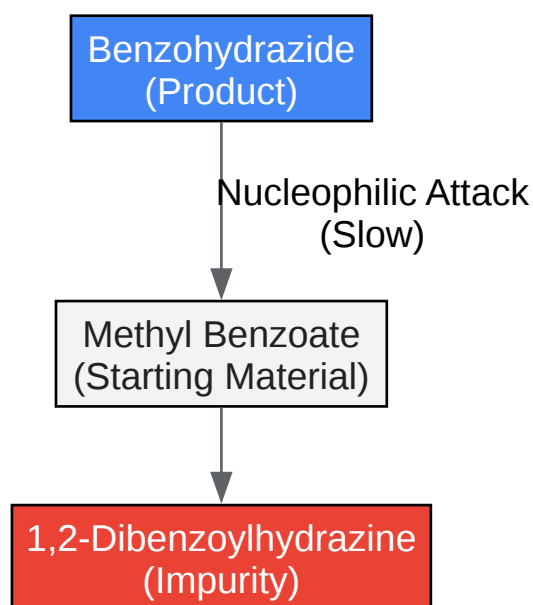 Benzohydrazide
(Product)
Nucleophilic Attack
(Slow)
Methyl Benzoate
(Starting Material)
1,2-Dibenzoylhydrazine
(Impurity)